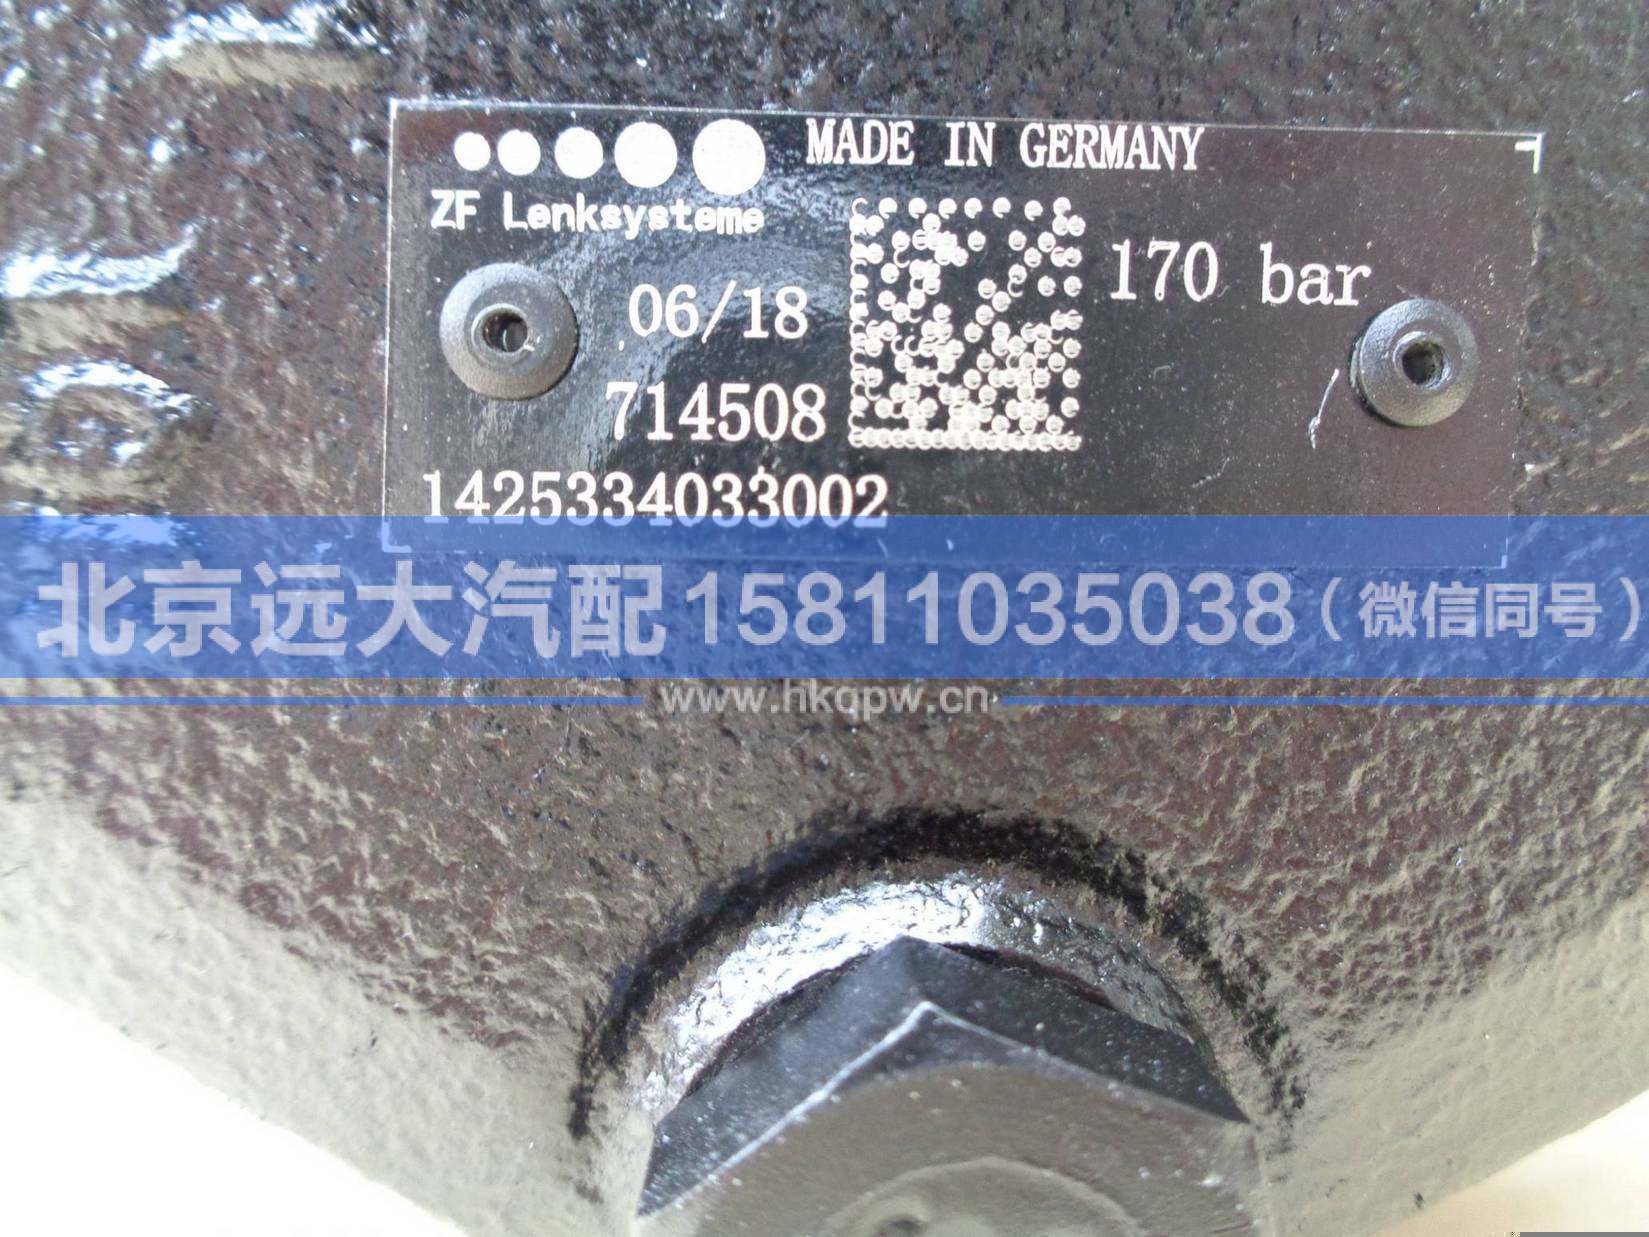 MADE IN GERMANY
ZF Lenksysteme
170 bar
06/18
714508
1425334033002
北京远大汽配15811035038（微信同号）
www.hkqpw.cn